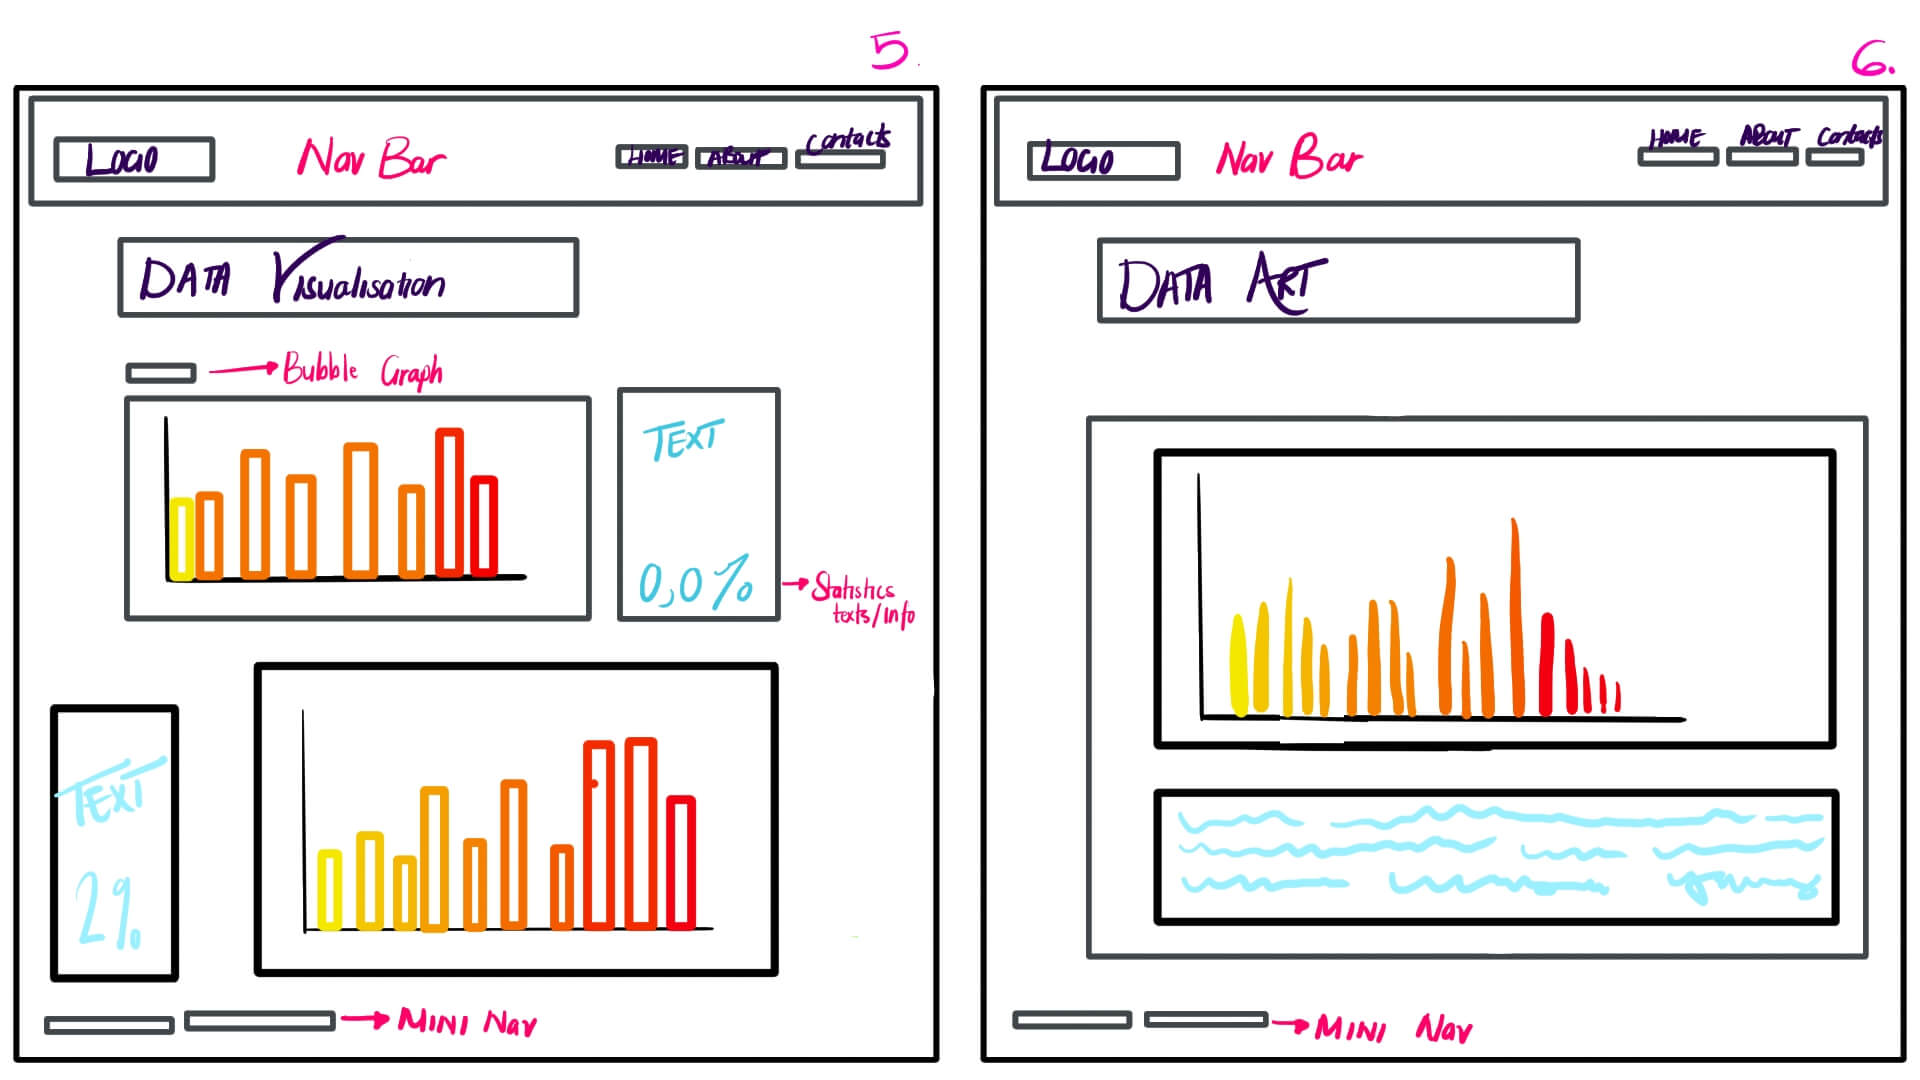 5.
LOGO Nav Bar HOME ABOUT Contacts
DATA Visualisation
Bubble Graph
TEXT
0,0%
Statistics
texts/info
TEXT
2%
MINI Nav
6.
LOGO Nav Bar HOME ABOUT Contacts
DATA ART
MINI Nav